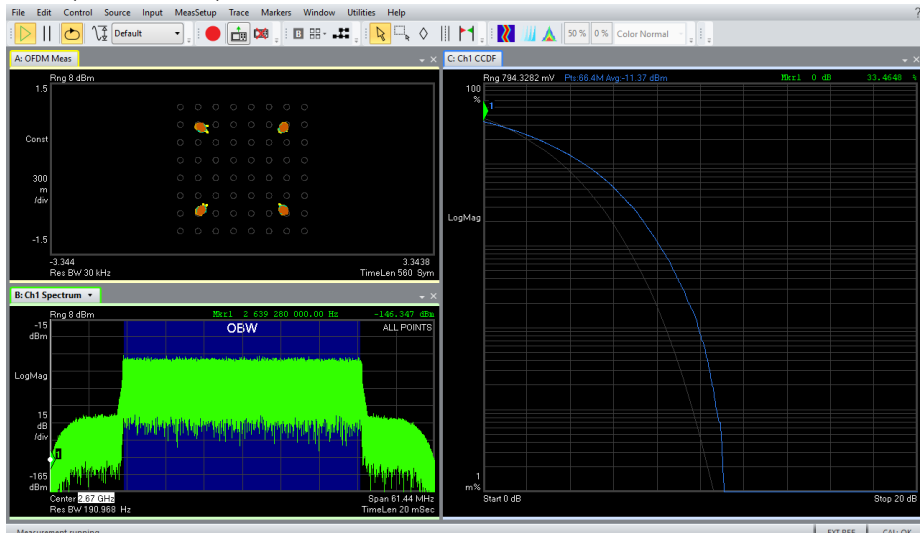 File Edit Control Source Input MeasSetup Trace Markers Window Utilities Help ?
Default 50 % 0 % Color Normal
A: OFDM Meas
Rng 8 dBm
1.5
Const
300
m
/div
-1.5
-3.344 3.3438
Res BW 30 kHz TimeLen 560 Sym
B: Ch1 Spectrum
Rng 8 dBm Mkr1 2 639 280 000.00 Hz -146.347 dBm
-15
dBm
OBW
ALL POINTS
LogMag
15
dB
/div
1
-165
dBm
Center 2.67 GHz Span 61.44 MHz
Res BW 190.968 Hz TimeLen 20 mSec
C: Ch1 CCDF
Rng 794.3282 mV Pts:66.4M Avg:-11.37 dBm Mkr1 0 dB 33.4648 %
100
%
1
LogMag
1
m%
Start 0 dB Stop 20 dB
Measurement running EXT REF CAL: OK